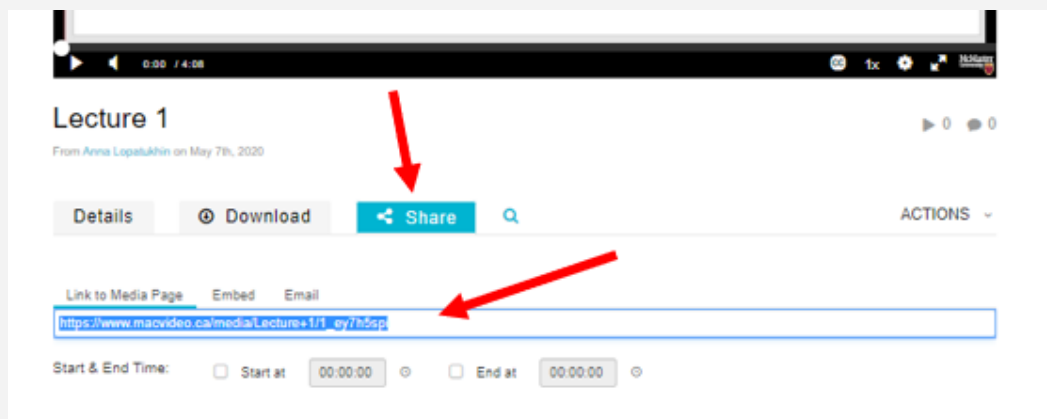 0:00 / 4:08 CC 1x McMaster
Lecture 1
0 0
From Anna Lopatukhin on May 7th, 2020
Details Download Share ACTIONS
Link to Media Page Embed Email
https://www.macvideo.ca/media/Lecture+1/1_ey7h5spi
Start & End Time: Start at 00:00:00 End at 00:00:00